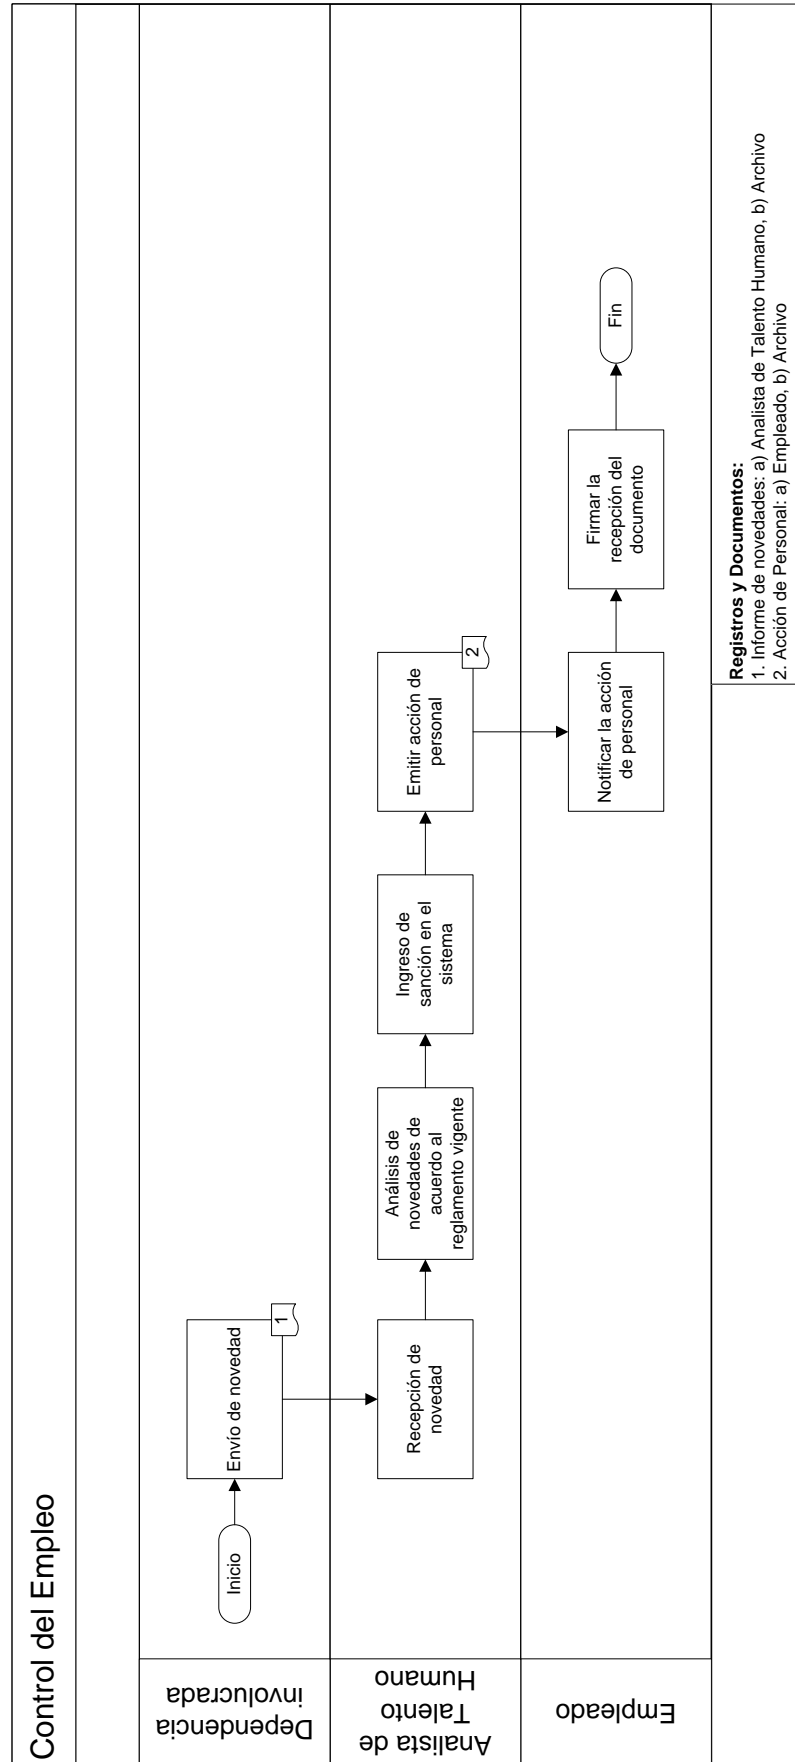 Control del Empleo
Dependencia
involucrada
Inicio
Envío de novedad
1
Analista de
Talento
Humano
Recepción de
novedad
Análisis de
novedades de
acuerdo al
reglamento vigente
Ingreso de
sanción en el
sistema
Emitir acción de
personal
2
Empleado
Notificar la acción
de personal
Firmar la
recepción del
documento
Fin
Registros y Documentos:
1. Informe de novedades: a) Analista de Talento Humano, b) Archivo
2. Acción de Personal: a) Empleado, b) Archivo